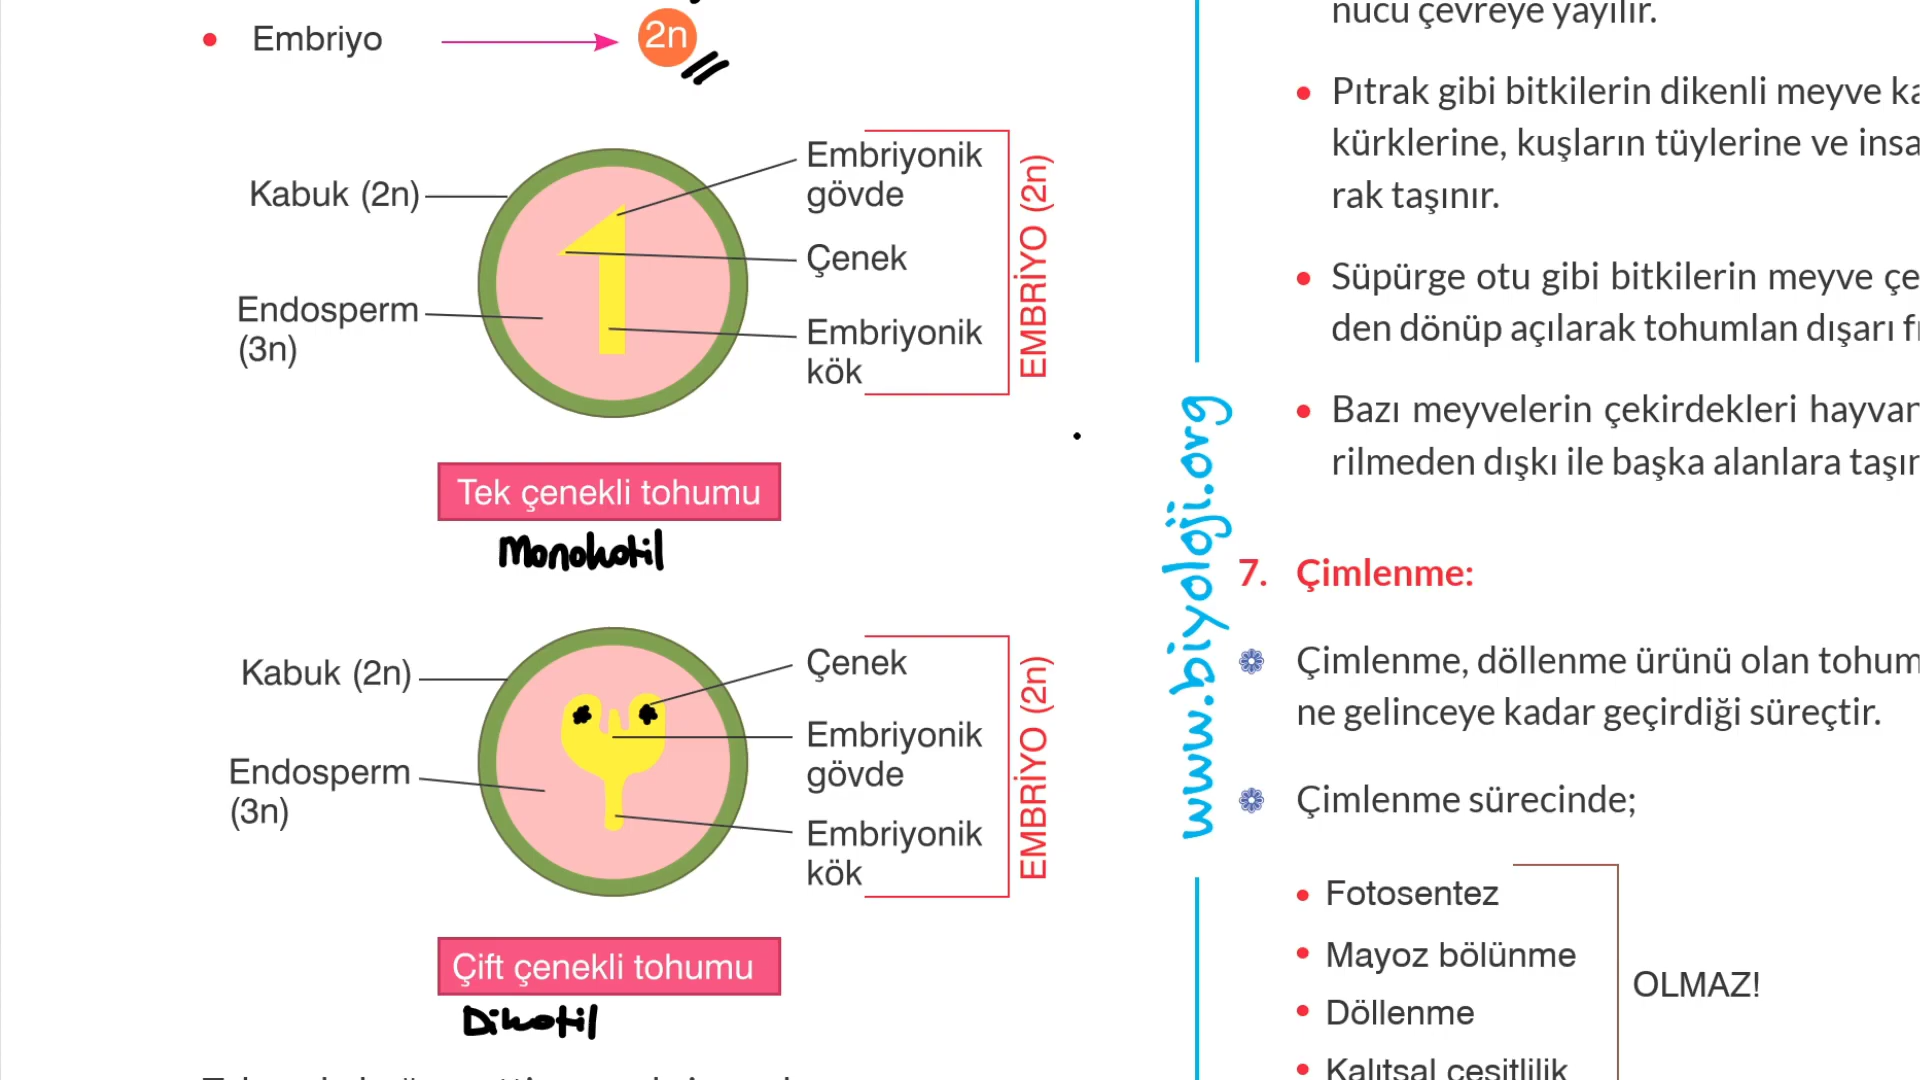 Embriyo
2n
Kabuk (2n)
Endosperm
(3n)
Embriyonik
gövde
Çenek
Embriyonik
kök
EMBRİYO (2n)
Tek çenekli tohumu
Monokotil
Kabuk (2n)
Endosperm
(3n)
Çenek
Embriyonik
gövde
Embriyonik
kök
EMBRİYO (2n)
Çift çenekli tohumu
Dikotil
www.biyoloji.org
nucu çevreye yayılır.
Pıtrak gibi bitkilerin dikenli meyve ka
kürklerine, kuşların tüylerine ve insa
rak taşınır.
Süpürge otu gibi bitkilerin meyve çe
den dönüp açılarak tohumlan dışarı fı
Bazı meyvelerin çekirdekleri hayvan
rilmeden dışkı ile başka alanlara taşır
7. Çimlenme:
Çimlenme, döllenme ürünü olan tohum
ne gelinceye kadar geçirdiği süreçtir.
Çimlenme sürecinde;
Fotosentez
Mayoz bölünme
Döllenme
Kalıtsal çeşitlilik
OLMAZ!